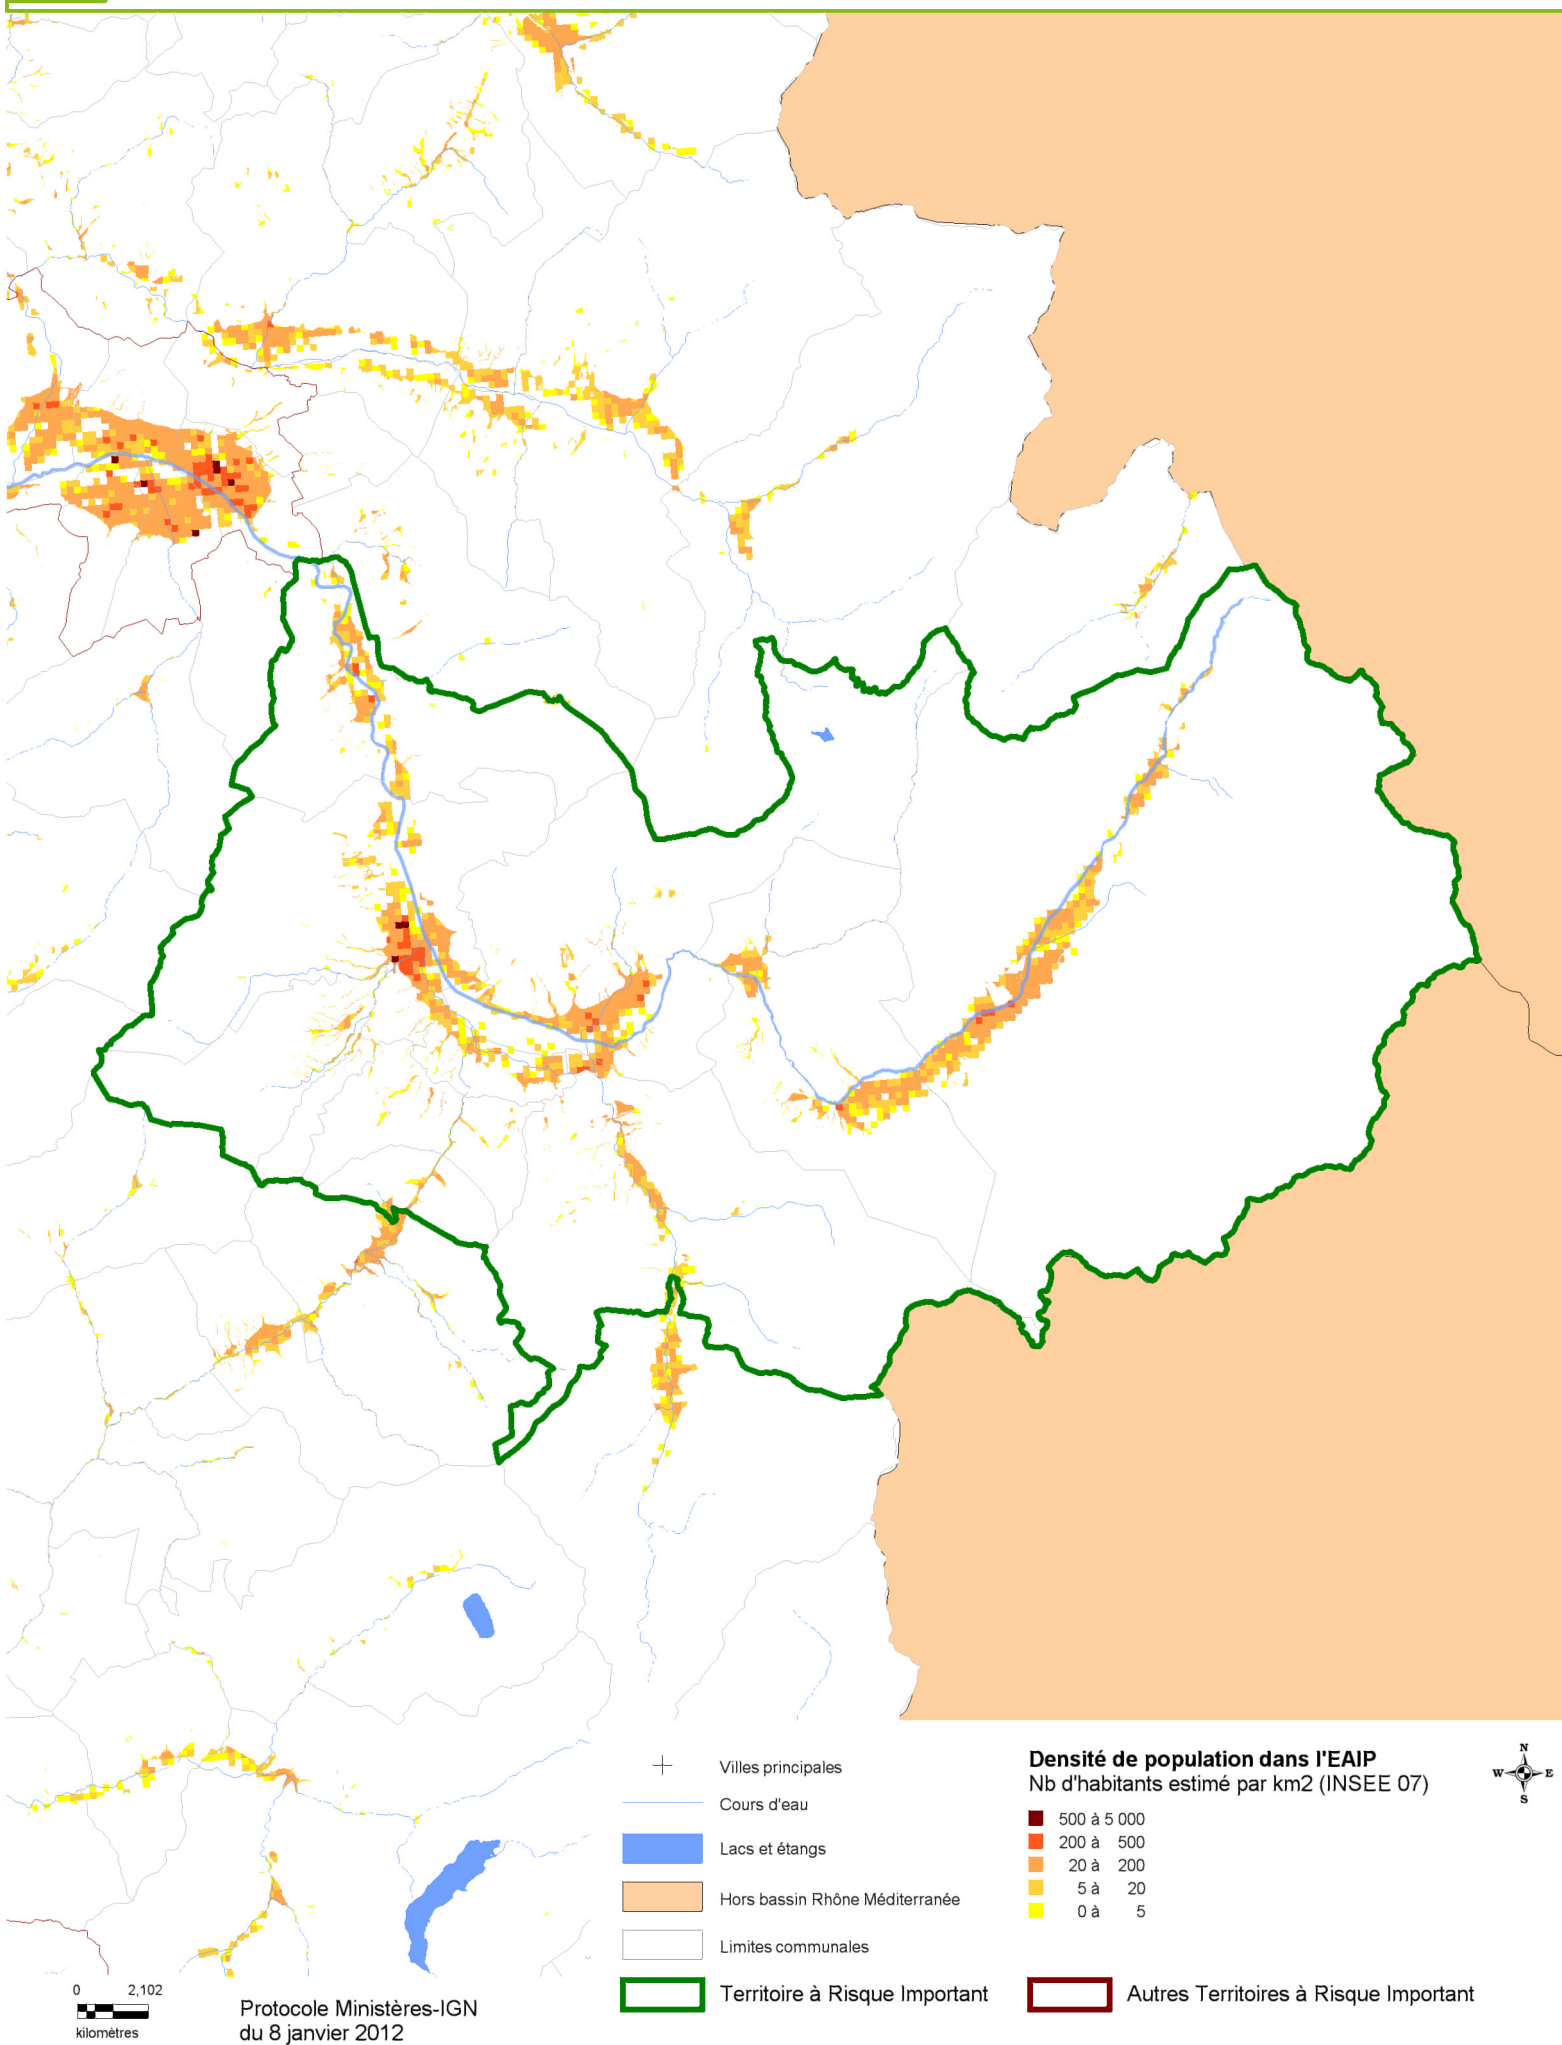 Villes principales
Cours d'eau
Lacs et étangs
Hors bassin Rhône Méditerranée
Limites communales
Territoire à Risque Important
Densité de population dans l'EAIP
Nb d'habitants estimé par km2 (INSEE 07)
500 à 5 000
200 à 500
20 à 200
5 à 20
0 à 5
Autres Territoires à Risque Important
N
W E
S
0 2,102
kilomètres
Protocole Ministères-IGN
du 8 janvier 2012